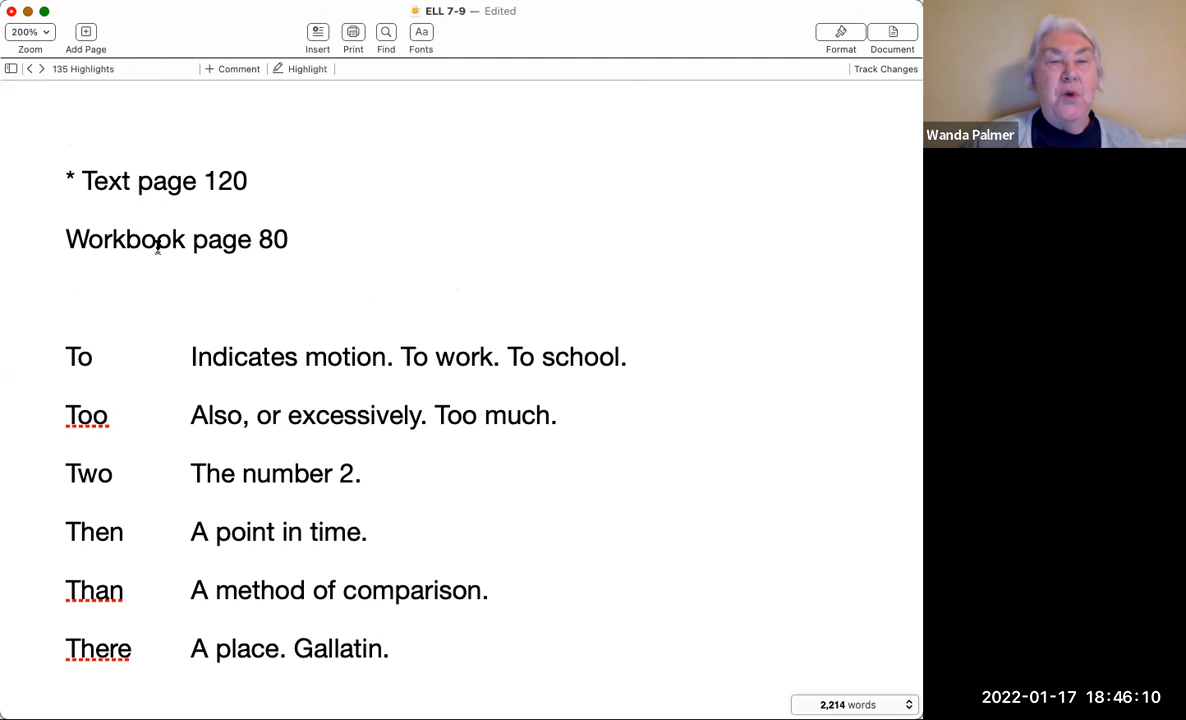 ELL 7-9 — Edited
200%
Zoom
Add Page
Insert
Print
Find
Fonts
Format
Document
135 Highlights
+ Comment
Highlight
Track Changes
* Text page 120
Workbook page 80
To Indicates motion. To work. To school.
Too Also, or excessively. Too much.
Two The number 2.
Then A point in time.
Than A method of comparison.
There A place. Gallatin.
2,214 words
Wanda Palmer
2022-01-17 18:46:10